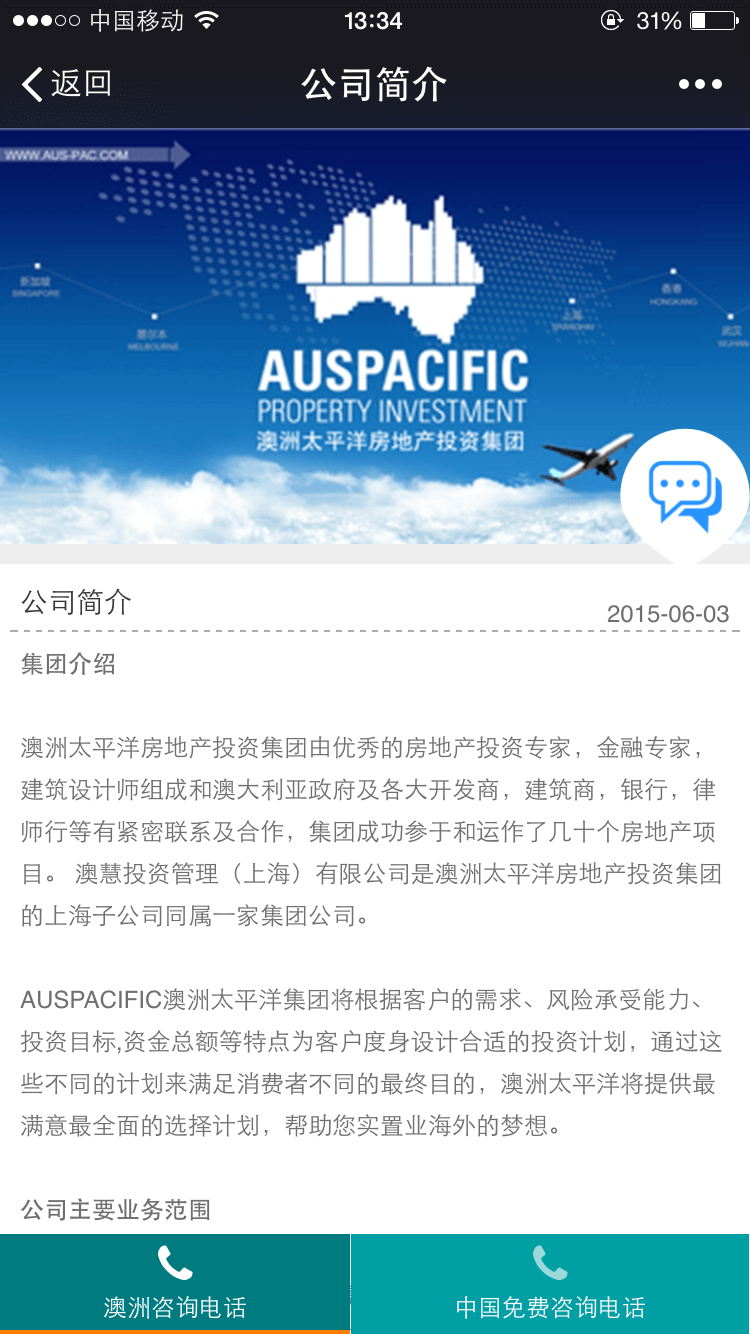 中国移动
13:34
31%
返回
公司简介
WWW.AUS-PAC.COM
新加坡
SINGAPORE
墨尔本
MELBOURNE
上海
SHANGHAI
香港
HONGKONG
武汉
WUHAN
AUSPACIFIC
PROPERTY INVESTMENT
澳洲太平洋房地产投资集团
公司简介
2015-06-03
集团介绍
澳洲太平洋房地产投资集团由优秀的房地产投资专家，金融专家，
建筑设计师组成和澳大利亚政府及各大开发商，建筑商，银行，律
师行等有紧密联系及合作，集团成功参于和运作了几十个房地产项
目。 澳慧投资管理（上海）有限公司是澳洲太平洋房地产投资集团
的上海子公司同属一家集团公司。
AUSPACIFIC澳洲太平洋集团将根据客户的需求、风险承受能力、
投资目标,资金总额等特点为客户度身设计合适的投资计划，通过这
些不同的计划来满足消费者不同的最终目的，澳洲太平洋将提供最
满意最全面的选择计划，帮助您实置业海外的梦想。
公司主要业务范围
澳洲咨询电话
中国免费咨询电话